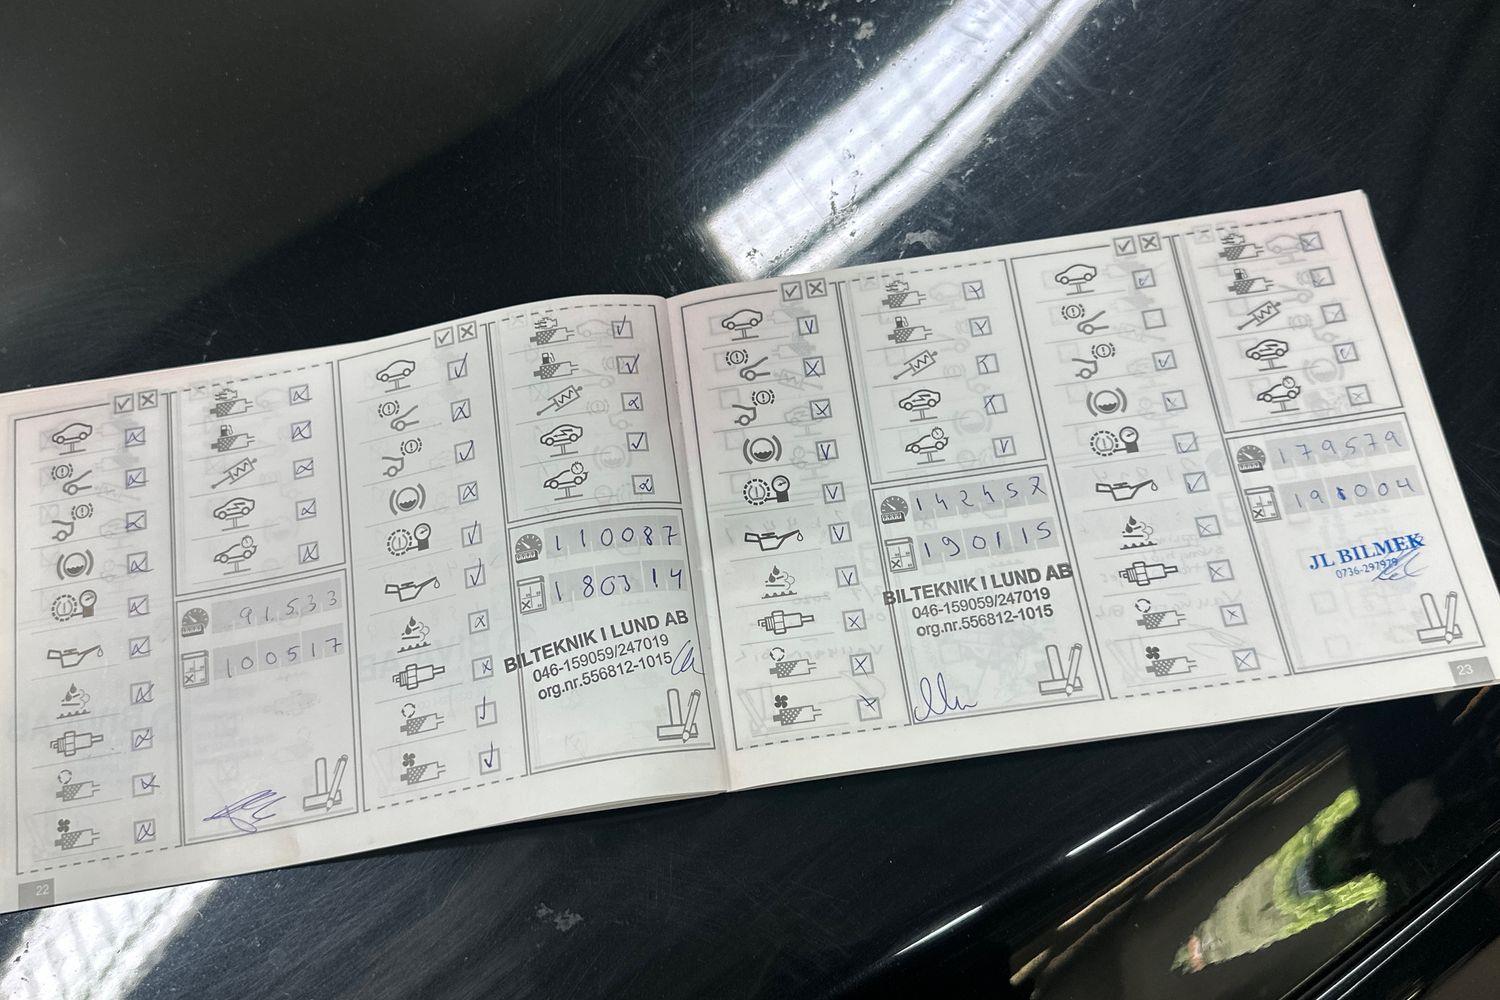 91533
100517
22
110087
180314
BILTEKNIK I LUND AB
046-159059/247019
org.nr.556812-1015
142457
190115
BILTEKNIK I LUND AB
046-159059/247019
org.nr.556812-1015
179579
191004
JL BILMEK
0736-297979
23